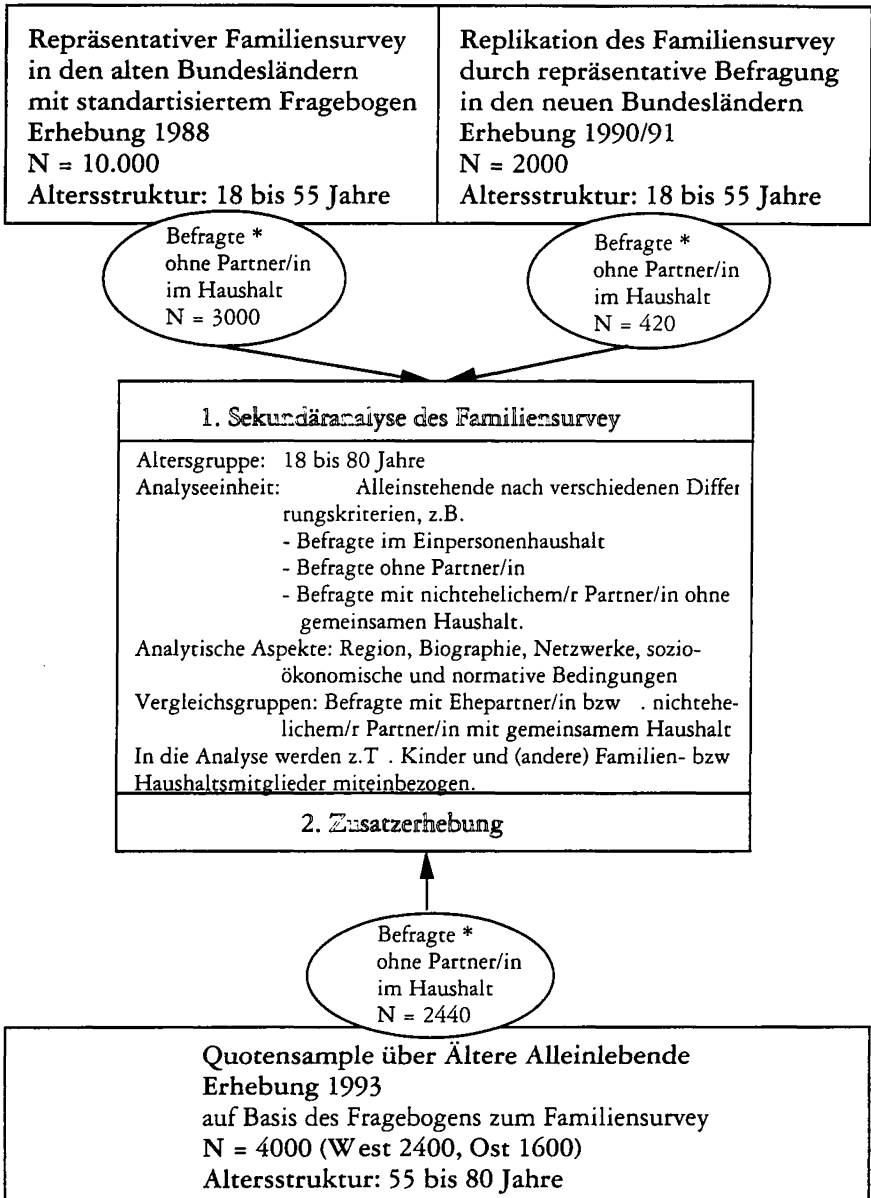 Repräsentativer Familiensurvey
in den alten Bundesländern
mit standartisiertem Fragebogen
Erhebung 1988
N = 10.000
Altersstruktur: 18 bis 55 Jahre
Replikation des Familiensurvey
durch repräsentative Befragung
in den neuen Bundesländern
Erhebung 1990/91
N = 2000
Altersstruktur: 18 bis 55 Jahre
Befragte *
ohne Partner/in
im Haushalt
N = 3000
Befragte *
ohne Partner/in
im Haushalt
N = 420
1. Sekundäranalyse des Familiensurvey
Altersgruppe: 18 bis 80 Jahre
Analyseeinheit: Alleinstehende nach verschiedenen Differ
rungskriterien, z.B.
- Befragte im Einpersonenhaushalt
- Befragte ohne Partner/in
- Befragte mit nichtehelichem/r Partner/in ohne
gemeinsamen Haushalt.
Analytische Aspekte: Region, Biographie, Netzwerke, sozio-
ökonomische und normative Bedingungen
Vergleichsgruppen: Befragte mit Ehepartner/in bzw . nichtehe-
lichem/r Partner/in mit gemeinsamem Haushalt
In die Analyse werden z.T . Kinder und (andere) Familien- bzw
Haushaltsmitglieder miteinbezogen.
2. Zusatzerhebung
Befragte *
ohne Partner/in
im Haushalt
N = 2440
Quotensample über Ältere Alleinlebende
Erhebung 1993
auf Basis des Fragebogens zum Familiensurvey
N = 4000 (West 2400, Ost 1600)
Altersstruktur: 55 bis 80 Jahre